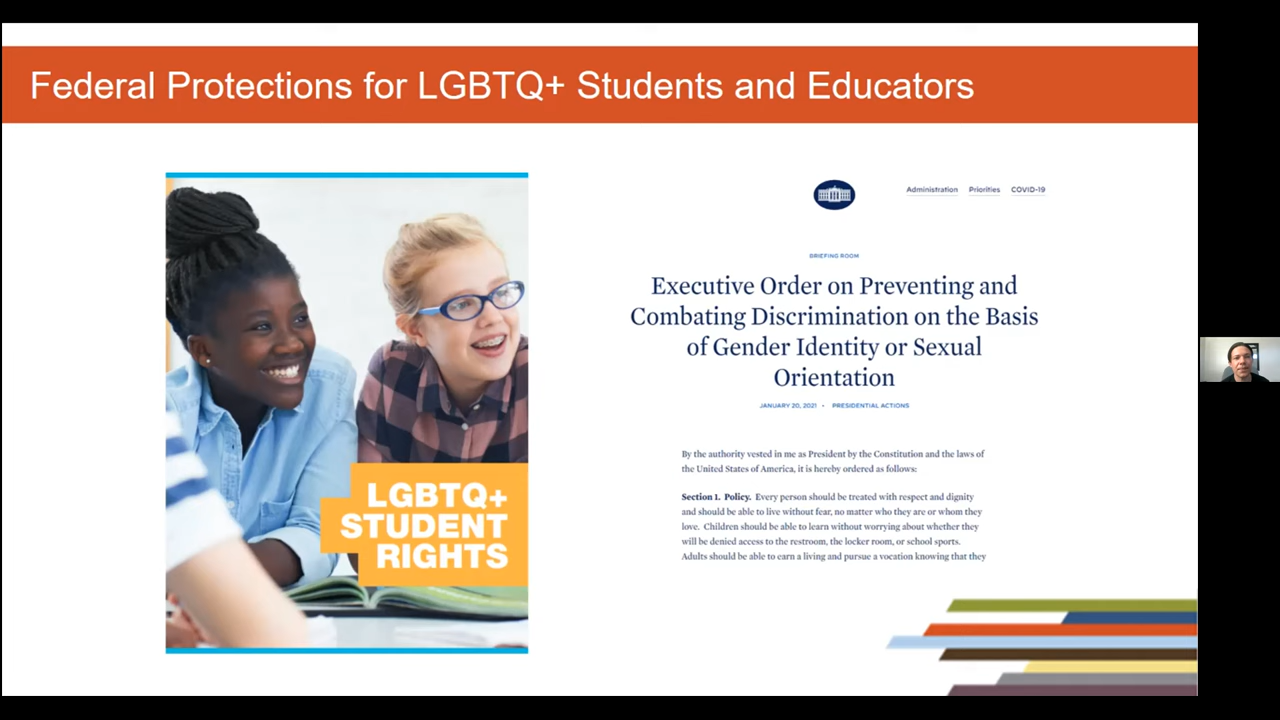 Federal Protections for LGBTQ+ Students and Educators
LGBTQ+
STUDENT
RIGHTS
Administration Priorities COVID-19
BRIEFING ROOM
Executive Order on Preventing and
Combating Discrimination on the Basis
of Gender Identity or Sexual
Orientation
JANUARY 20, 2021 • PRESIDENTIAL ACTIONS
By the authority vested in me as President by the Constitution and the laws of
the United States of America, it is hereby ordered as follows:
Section 1. Policy. Every person should be treated with respect and dignity
and should be able to live without fear, no matter who they are or whom they
love. Children should be able to learn without worrying about whether they
will be denied access to the restroom, the locker room, or school sports.
Adults should be able to earn a living and pursue a vocation knowing that they